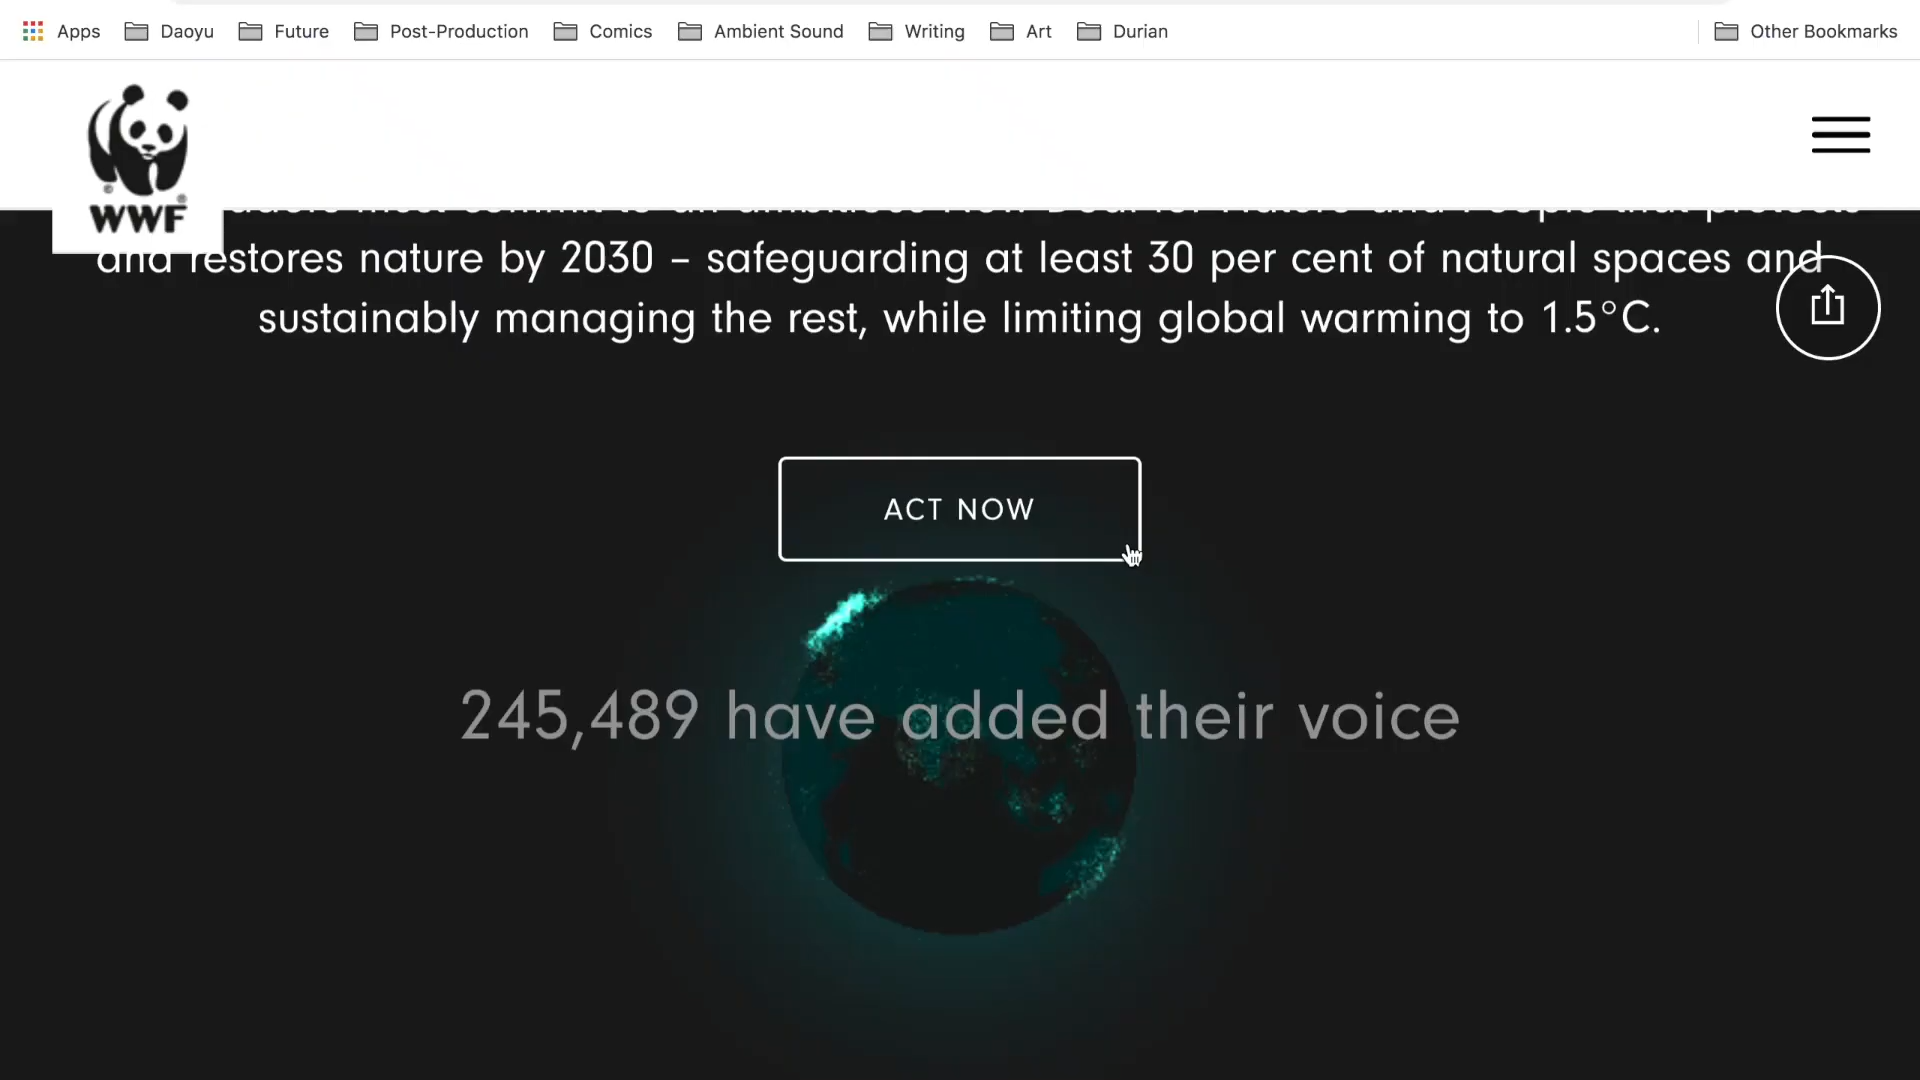 Apps Daoyu Future Post-Production Comics Ambient Sound Writing Art Durian Other Bookmarks
WWF
and restores nature by 2030 – safeguarding at least 30 per cent of natural spaces and
sustainably managing the rest, while limiting global warming to 1.5°C.
ACT NOW
245,489 have added their voice